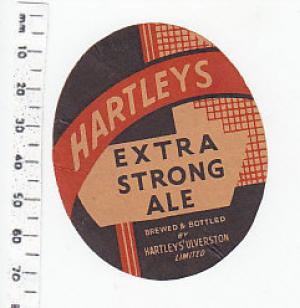 HARTLEYS
EXTRA
STRONG
ALE
BREWED & BOTTLED
BY
HARTLEYS' ULVERSTON
LIMITED
mm 10 20 30 40 50 60 70